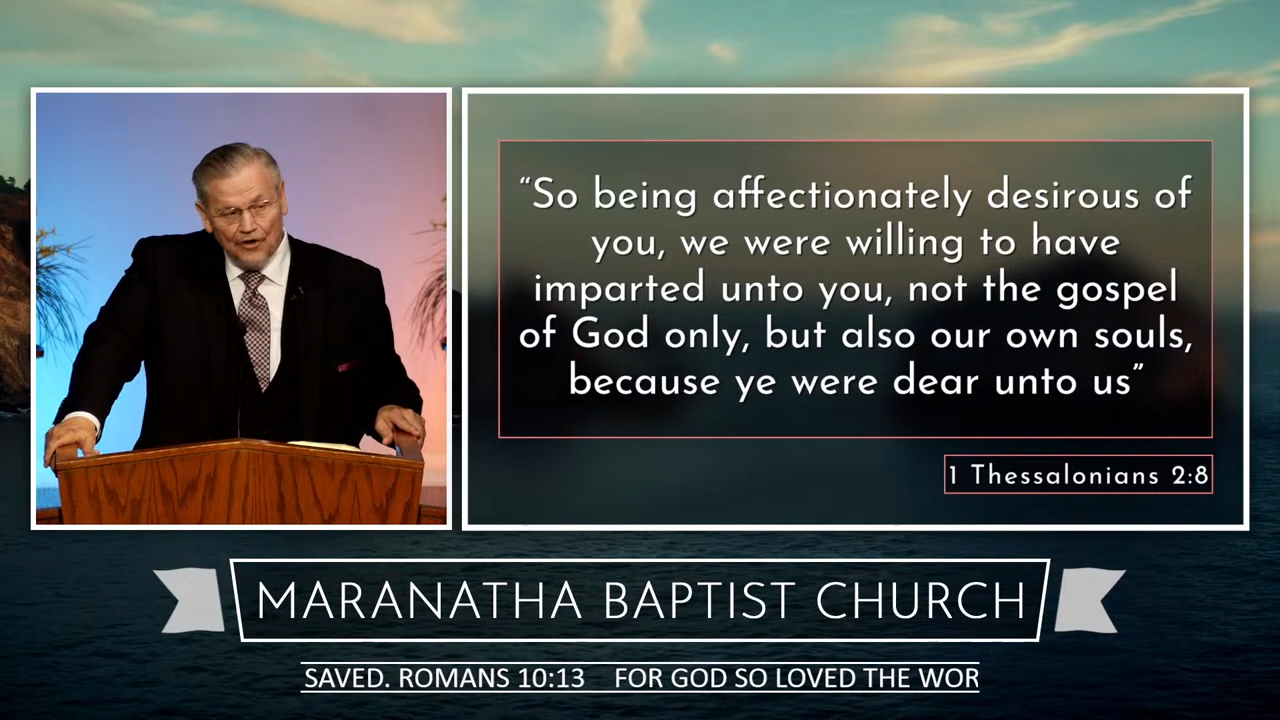 “So being affectionately desirous of
you, we were willing to have
imparted unto you, not the gospel
of God only, but also our own souls,
because ye were dear unto us”
1 Thessalonians 2:8
MARANATHA BAPTIST CHURCH
SAVED. ROMANS 10:13 FOR GOD SO LOVED THE WOR